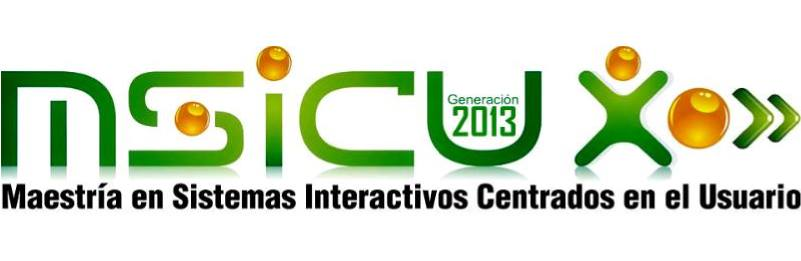 MSiCU
Generación
2013
Maestría en Sistemas Interactivos Centrados en el Usuario